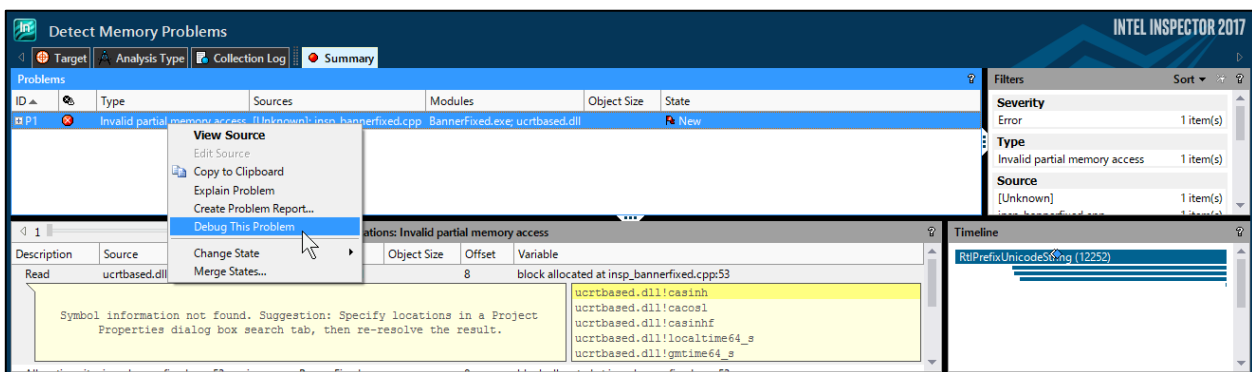 Detect Memory Problems
INTEL INSPECTOR 2017
Target Analysis Type Collection Log Summary
Problems ?
ID Type Sources Modules Object Size State
P1 Invalid partial memory access [Unknown]; insp_bannerfixed.cpp BannerFixed.exe; ucrtbased.dll New
View Source
Edit Source
Copy to Clipboard
Explain Problem
Create Problem Report...
Debug This Problem
Change State
Merge States...
Filters Sort ?
Severity
Error 1 item(s)
Type
Invalid partial memory access 1 item(s)
Source
[Unknown] 1 item(s)
1 ations: Invalid partial memory access ?
Description Source Object Size Offset Variable
Read ucrtbased.dll 8 block allocated at insp_bannerfixed.cpp:53
Symbol information not found. Suggestion: Specify locations in a Project
Properties dialog box search tab, then re-resolve the result.
ucrtbased.dll!casinh
ucrtbased.dll!cacosl
ucrtbased.dll!casinhf
ucrtbased.dll!localtime64_s
ucrtbased.dll!gmtime64_s
Timeline ?
RtlPrefixUnicodeString (12252)